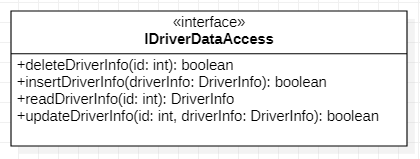 «interface»
IDriverDataAccess
+deleteDriverInfo(id: int): boolean
+insertDriverInfo(driverInfo: DriverInfo): boolean
+readDriverInfo(id: int): DriverInfo
+updateDriverInfo(id: int, driverInfo: DriverInfo): boolean